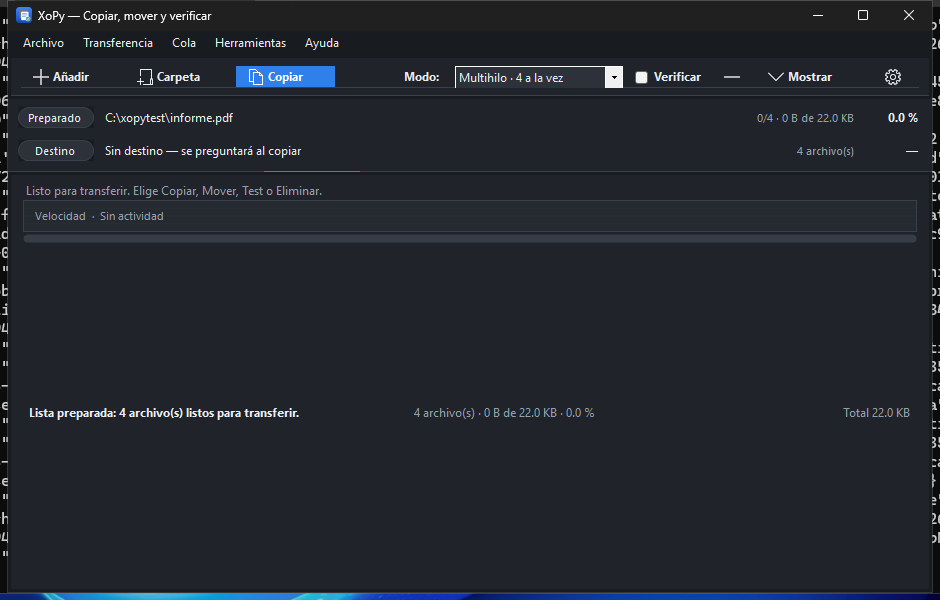 XoPy — Copiar, mover y verificar
Archivo Transferencia Cola Herramientas Ayuda
Añadir Carpeta Copiar Modo: Multihilo · 4 a la vez Verificar Mostrar
Preparado C:\xopytest\informe.pdf 0/4 · 0 B de 22.0 KB 0.0 %
Destino Sin destino — se preguntará al copiar 4 archivo(s) —
Listo para transferir. Elige Copiar, Mover, Test o Eliminar.
Velocidad · Sin actividad
Lista preparada: 4 archivo(s) listos para transferir. 4 archivo(s) · 0 B de 22.0 KB · 0.0 % Total 22.0 KB